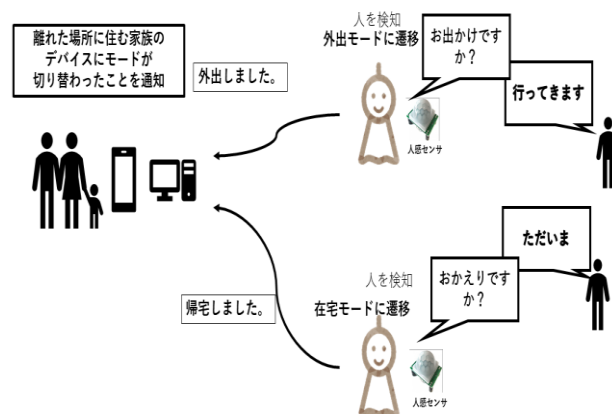 離れた場所に住む家族の
デバイスにモードが
切り替わったことを通知
外出しました。
人を検知
外出モードに遷移
お出かけです
か？
行ってきます
人感センサ
ただいま
人を検知
おかえりです
か？
帰宅しました。
在宅モードに遷移
人感センサ